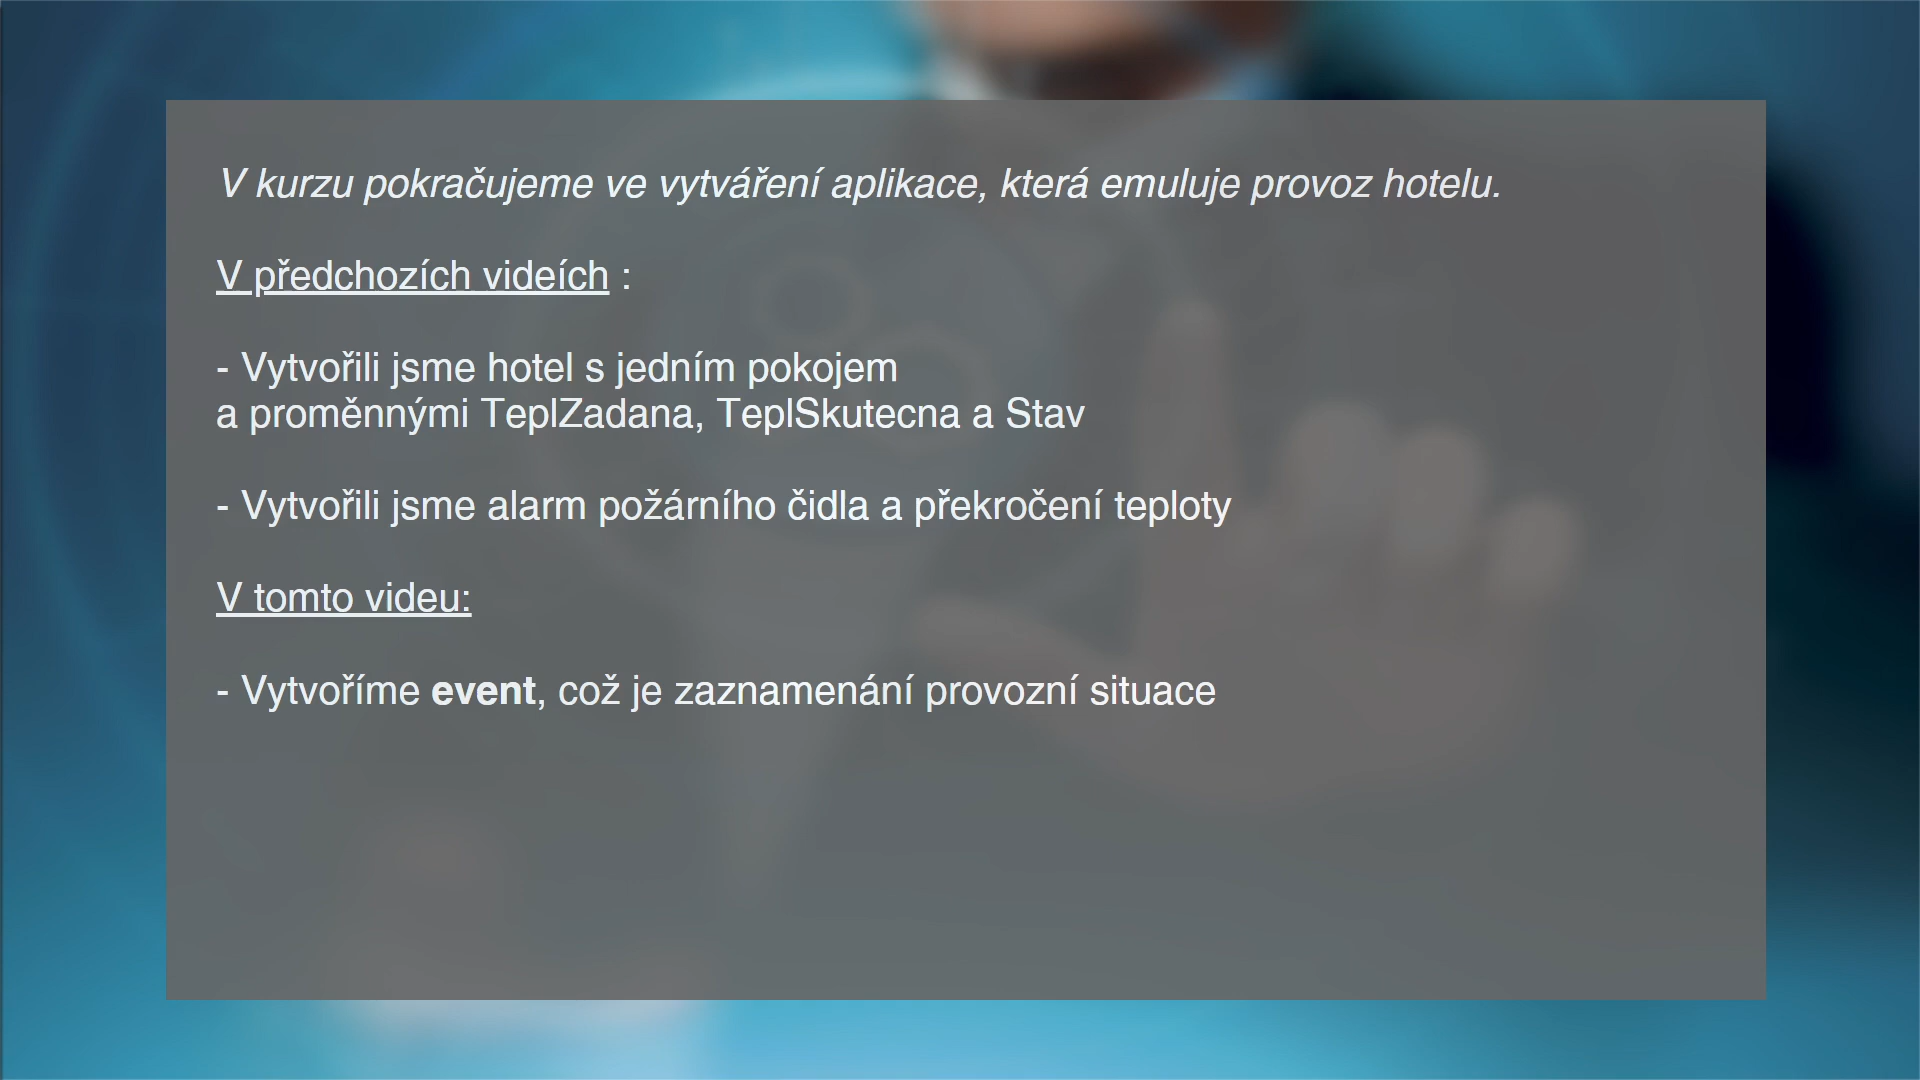 V kurzu pokračujeme ve vytváření aplikace, která emuluje provoz hotelu.
V předchozích videích :
- Vytvořili jsme hotel s jedním pokojem
a proměnnými TeplZadana, TeplSkutecna a Stav
- Vytvořili jsme alarm požárního čidla a překročení teploty
V tomto videu:
- Vytvoříme event, což je zaznamenání provozní situace